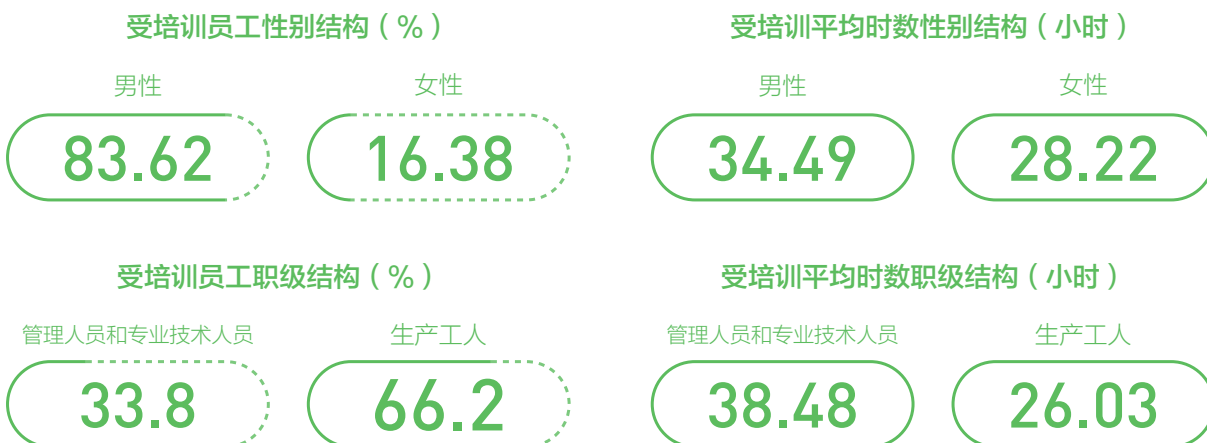 受培训员工性别结构（%）
受培训平均时数性别结构（小时）
男性
女性
男性
女性
83.62
16.38
34.49
28.22
受培训员工职级结构（%）
受培训平均时数职级结构（小时）
管理人员和专业技术人员
生产工人
管理人员和专业技术人员
生产工人
33.8
66.2
38.48
26.03